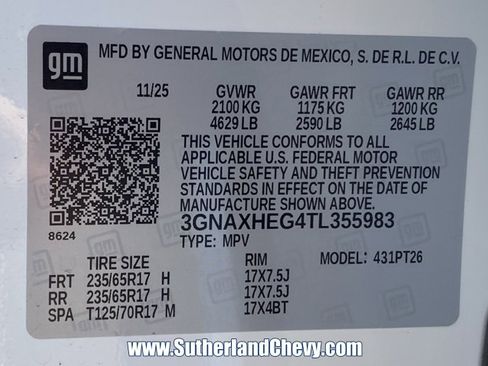 gm MFD BY GENERAL MOTORS DE MEXICO, S. DE R.L. DE C.V.
11/25 GVWR GAWR FRT GAWR RR
2100 KG 1175 KG 1200 KG
4629 LB 2590 LB 2645 LB
THIS VEHICLE CONFORMS TO ALL
APPLICABLE U.S. FEDERAL MOTOR
VEHICLE SAFETY AND THEFT PREVENTION
STANDARDS IN EFFECT ON THE DATE OF
MANUFACTURE SHOWN ABOVE.
8624 3GNAXHEG4TL355983
TYPE: MPV
TIRE SIZE RIM MODEL: 431PT26
FRT 235/65R17 H 17X7.5J
RR 235/65R17 H 17X7.5J
SPA T125/70R17 M 17X4BT
www.SutherlandChevy.com